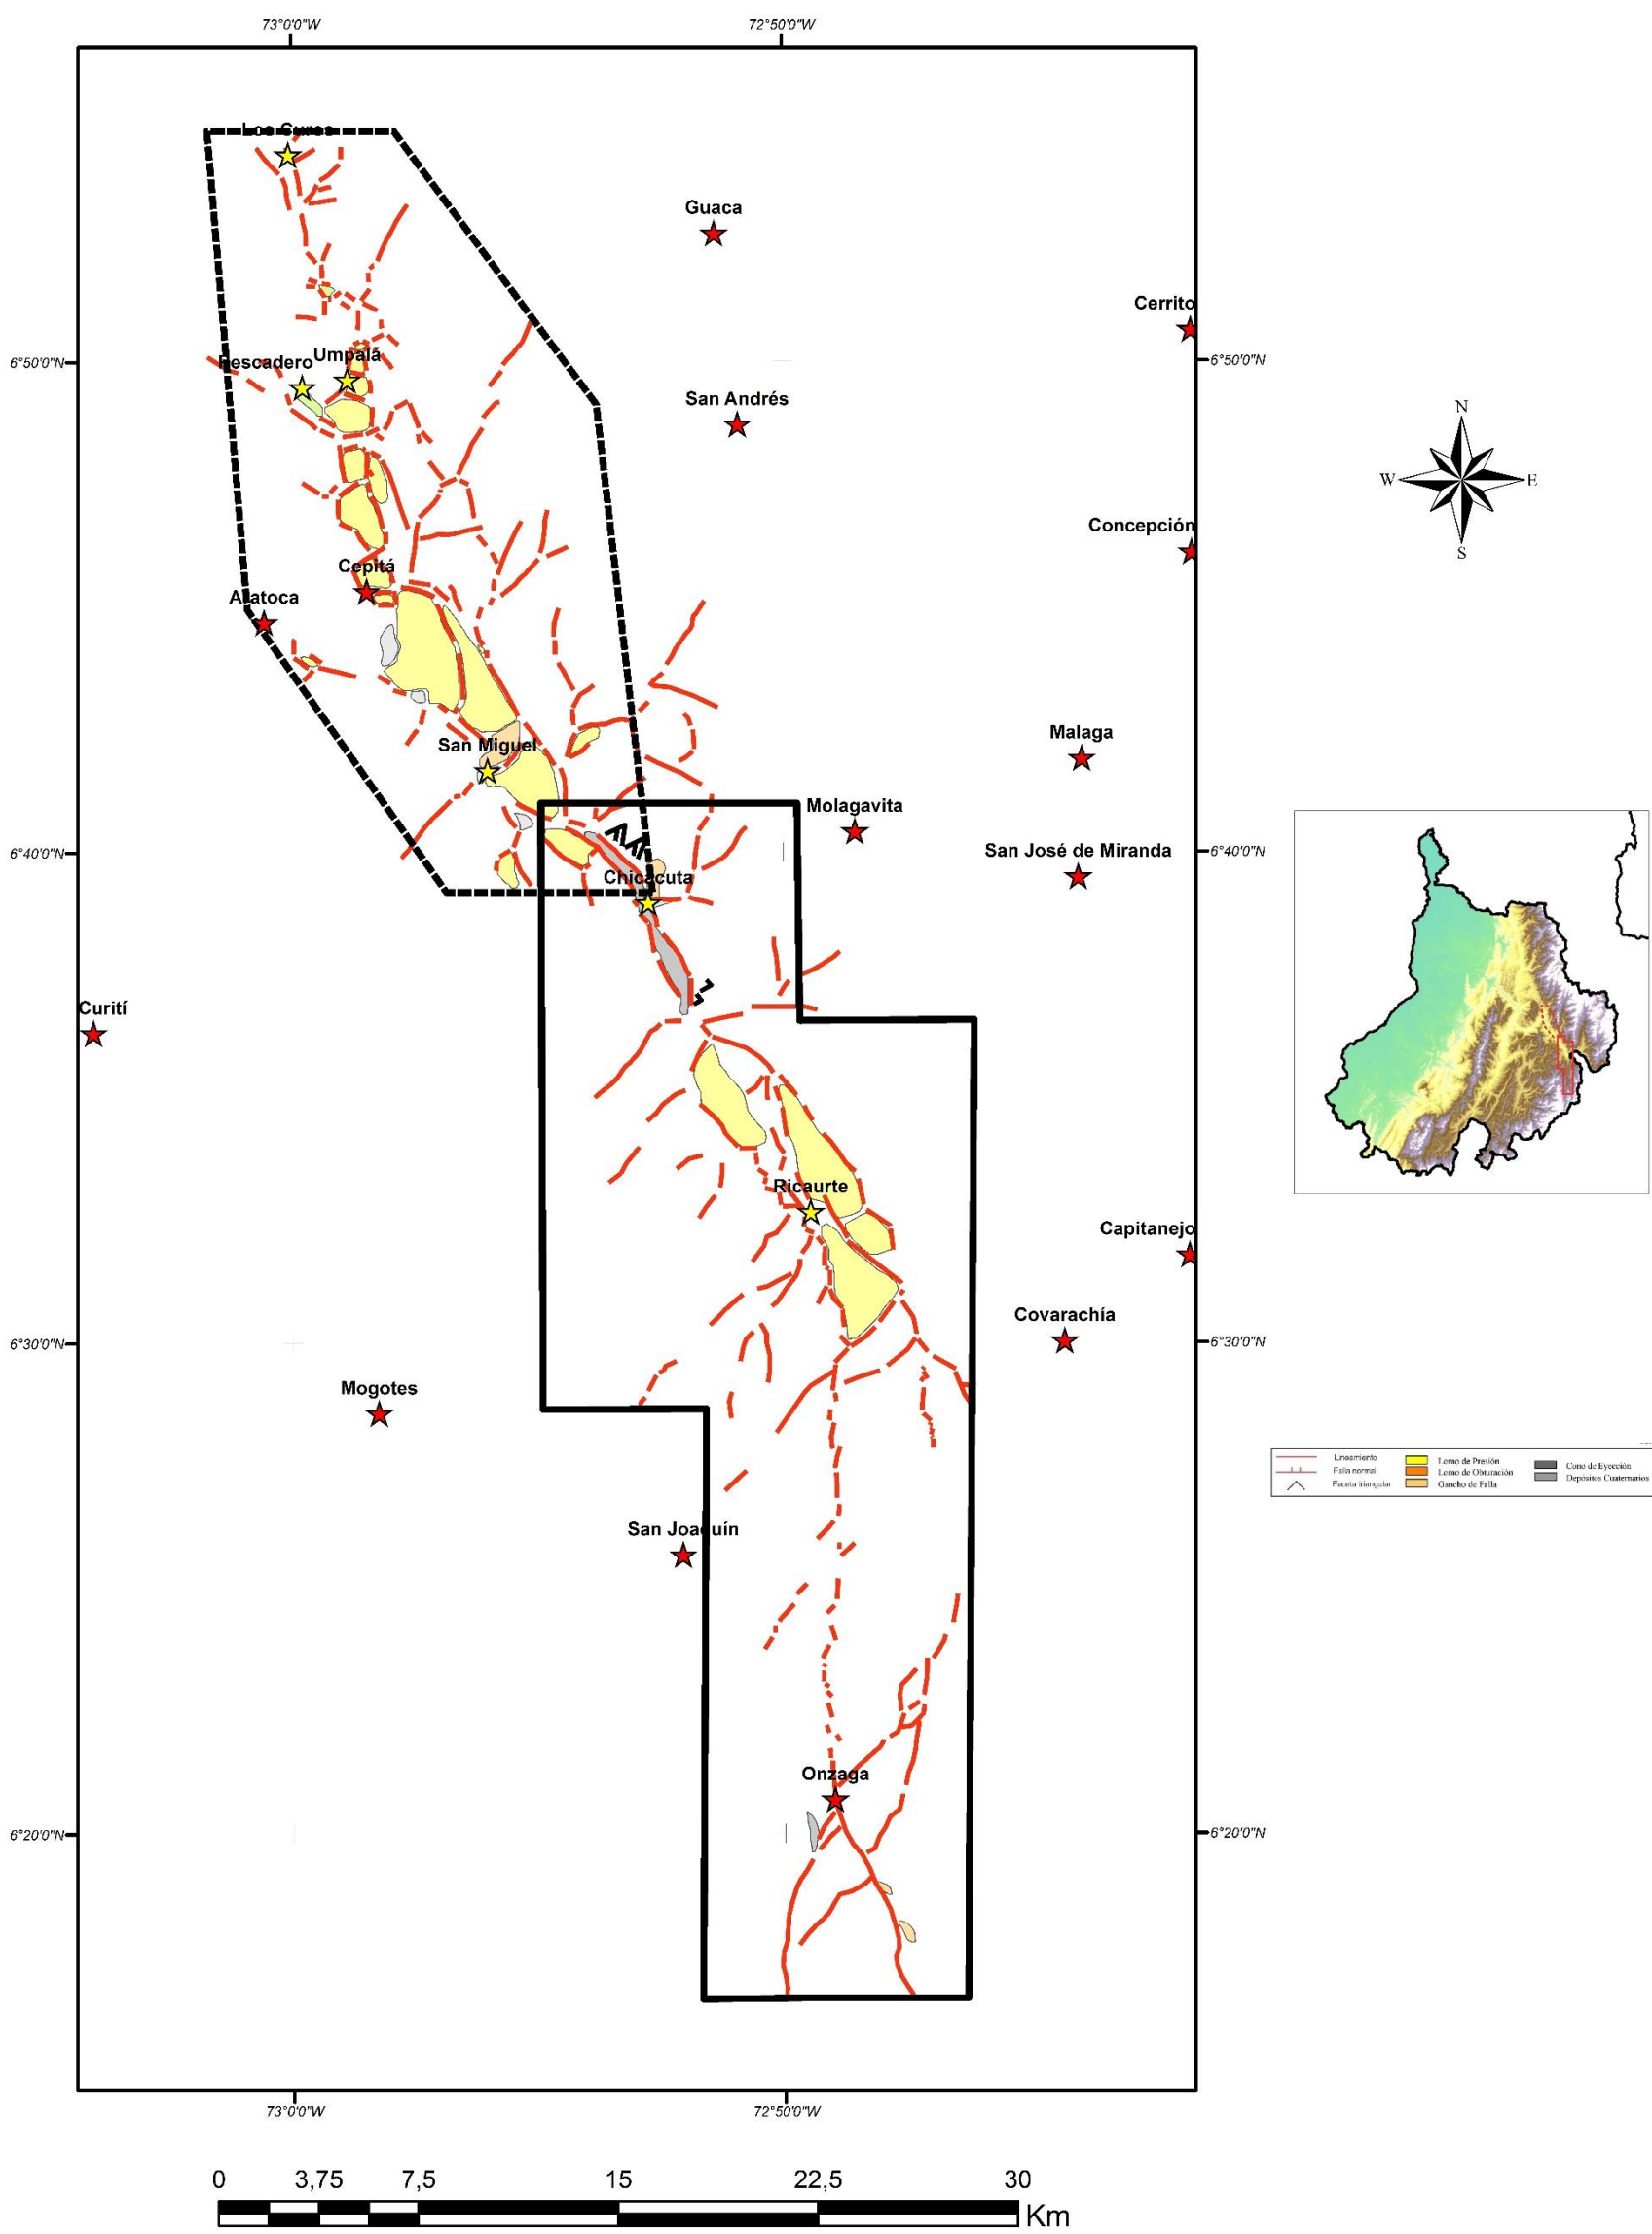 73°0'0"W
72°50'0"W
Los Curos
Guaca
Cerrito
6°50'0"N
Pescadero
Umpalá
6°50'0"N
San Andrés
N
W
E
S
Concepción
Cepitá
Aratoca
San Miguel
Malaga
Molagavita
6°40'0"N
San José de Miranda
6°40'0"N
Chicacuta
Curití
Ricaurte
Capitanejo
Covarachía
6°30'0"N
6°30'0"N
Mogotes
Lineamiento
Falla normal
Faceta triangular
Lomo de Presión
Lomo de Obturación
Gancho de Falla
Cono de Eyección
Depósitos Cuaternarios
San Joaquín
Onzaga
6°20'0"N
6°20'0"N
73°0'0"W
72°50'0"W
0 3,75 7,5 15 22,5 30
Km